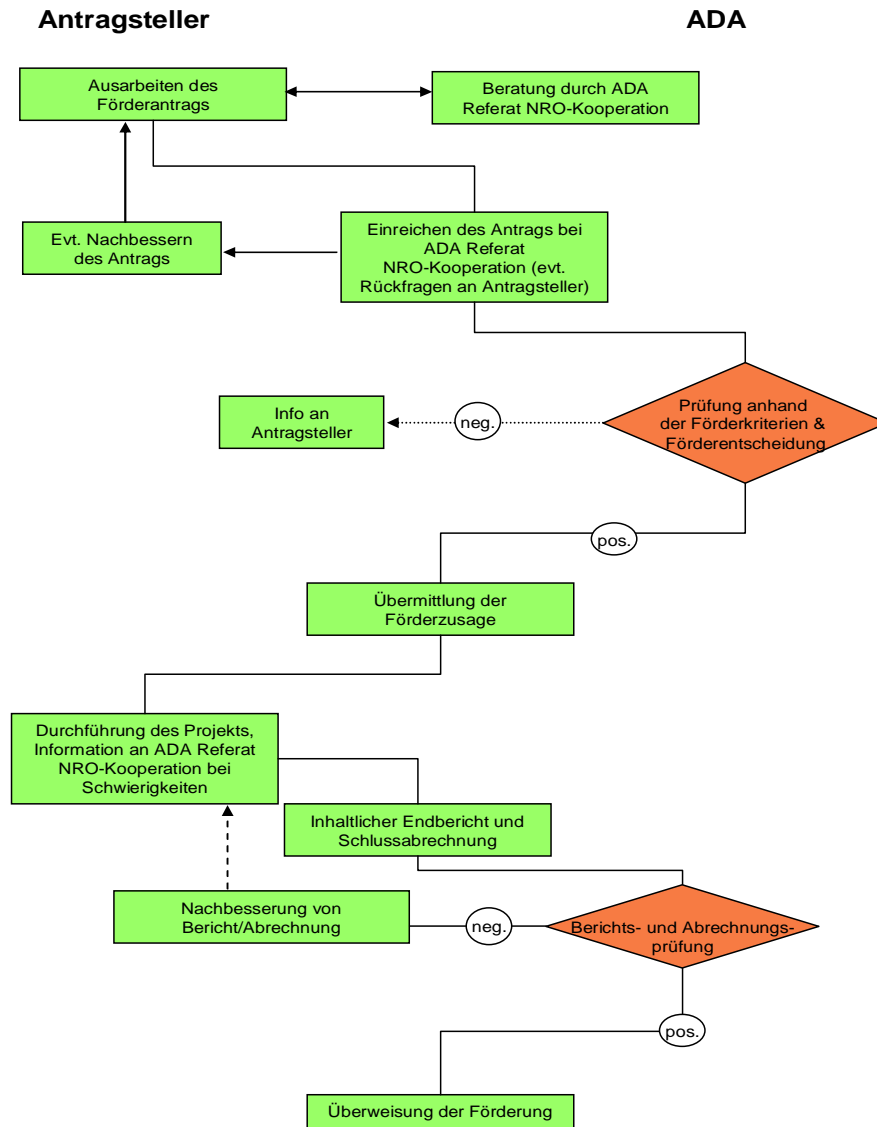 Antragsteller
ADA
Ausarbeiten des
Förderantrags
Beratung durch ADA
Referat NRO-Kooperation
Evt. Nachbessern
des Antrags
Einreichen des Antrags bei
ADA Referat
NRO-Kooperation (evt.
Rückfragen an Antragsteller)
Info an
Antragsteller
neg.
Prüfung anhand
der Förderkriterien &
Förderentscheidung
pos.
Übermittlung der
Förderzusage
Durchführung des Projekts,
Information an ADA Referat
NRO-Kooperation bei
Schwierigkeiten
Inhaltlicher Endbericht und
Schlussabrechnung
Nachbesserung von
Bericht/Abrechnung
neg.
Berichts- und Abrechnungs-
prüfung
pos.
Überweisung der Förderung